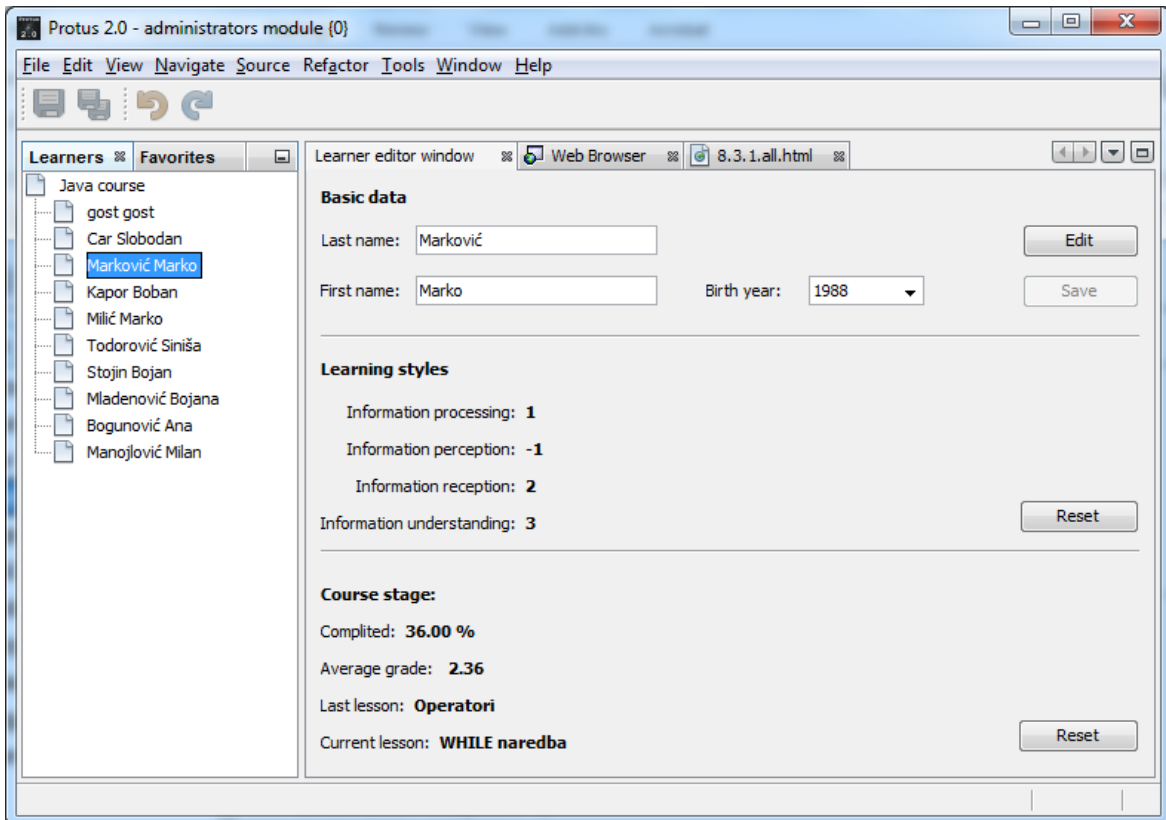 Protus 2.0 - administrators module {0}
File Edit View Navigate Source Refactor Tools Window Help
Learners Favorites
Learner editor window Web Browser 8.3.1.all.html
Java course
gost gost
Car Slobodan
Marković Marko
Kapor Boban
Milić Marko
Todorović Siniša
Stojin Bojan
Mladenović Bojana
Bogunović Ana
Manojlović Milan
Basic data
Last name: Marković Edit
First name: Marko Birth year: 1988 Save
Learning styles
Information processing: 1
Information perception: -1
Information reception: 2
Information understanding: 3 Reset
Course stage:
Complited: 36.00 %
Average grade: 2.36
Last lesson: Operatori
Current lesson: WHILE naredba Reset